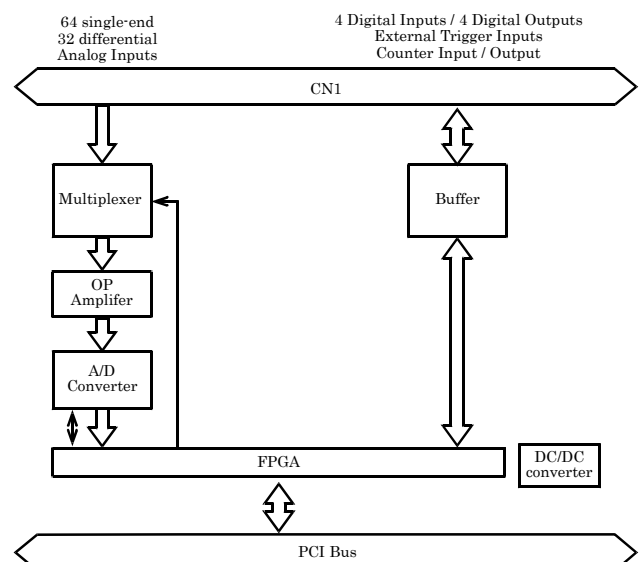 64 single-end
32 differential
Analog Inputs
4 Digital Inputs / 4 Digital Outputs
External Trigger Inputs
Counter Input / Output
CN1
Multiplexer
Buffer
OP
Amplifer
A/D
Converter
FPGA
DC/DC
converter
PCI Bus